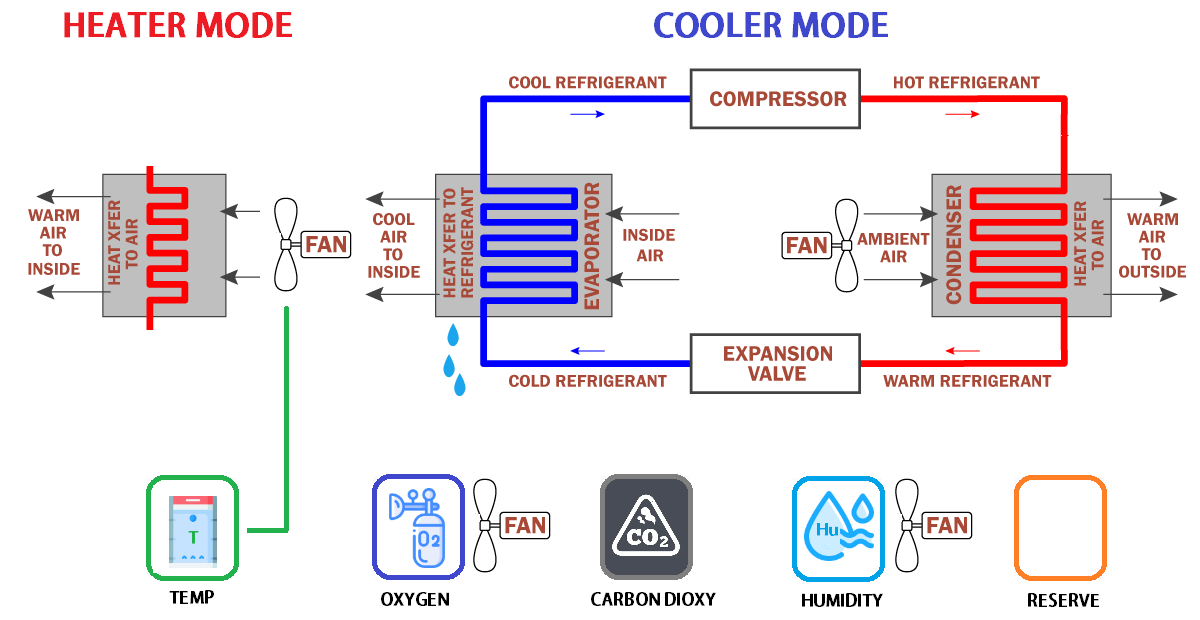 HEATER MODE
COOLER MODE
COOL REFRIGERANT
COMPRESSOR
HOT REFRIGERANT
WARM
AIR
TO
INSIDE
HEAT XFER
TO AIR
FAN
COOL
AIR
TO
INSIDE
HEAT XFER TO
REFRIGERANT
EVAPORATOR
INSIDE
AIR
FAN
AMBIENT
AIR
CONDENSER
HEAT XFER
TO AIR
WARM
AIR
TO
OUTSIDE
COLD REFRIGERANT
EXPANSION
VALVE
WARM REFRIGERANT
T
O2
FAN
CO2
Hu
FAN
TEMP
OXYGEN
CARBON DIOXY
HUMIDITY
RESERVE